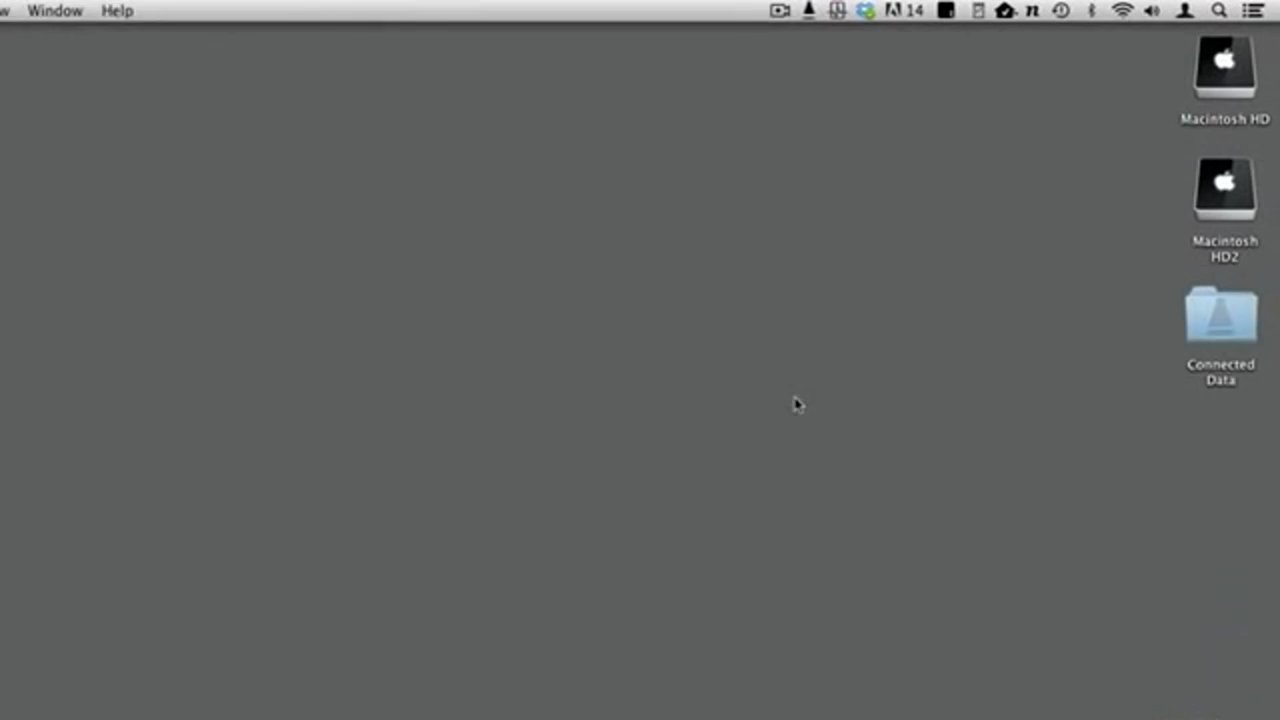 Window Help 14
Macintosh HD
Macintosh
HD2
Connected
Data